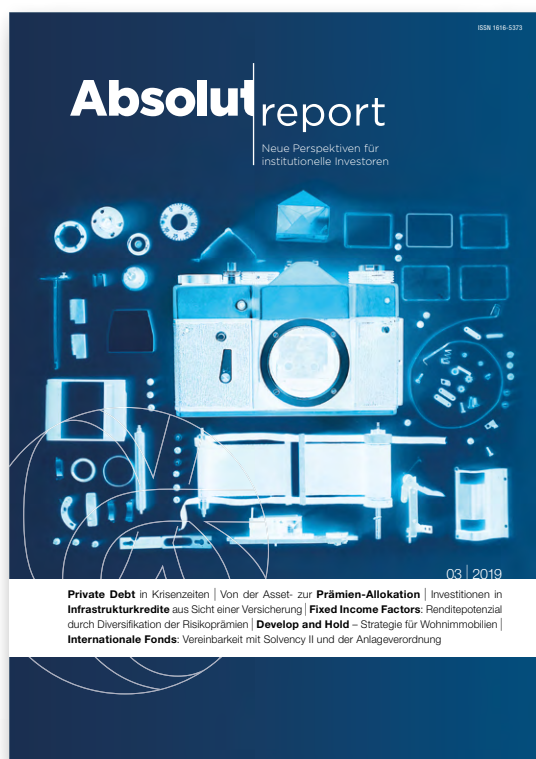 ISSN 1616-5373
Absolut report
Neue Perspektiven für
institutionelle Investoren
03 | 2019
Private Debt in Krisenzeiten | Von der Asset- zur Prämien-Allokation | Investitionen in
Infrastrukturkredite aus Sicht einer Versicherung | Fixed Income Factors: Renditepotenzial
durch Diversifikation der Risikoprämien | Develop and Hold – Strategie für Wohnimmobilien |
Internationale Fonds: Vereinbarkeit mit Solvency II und der Anlageverordnung